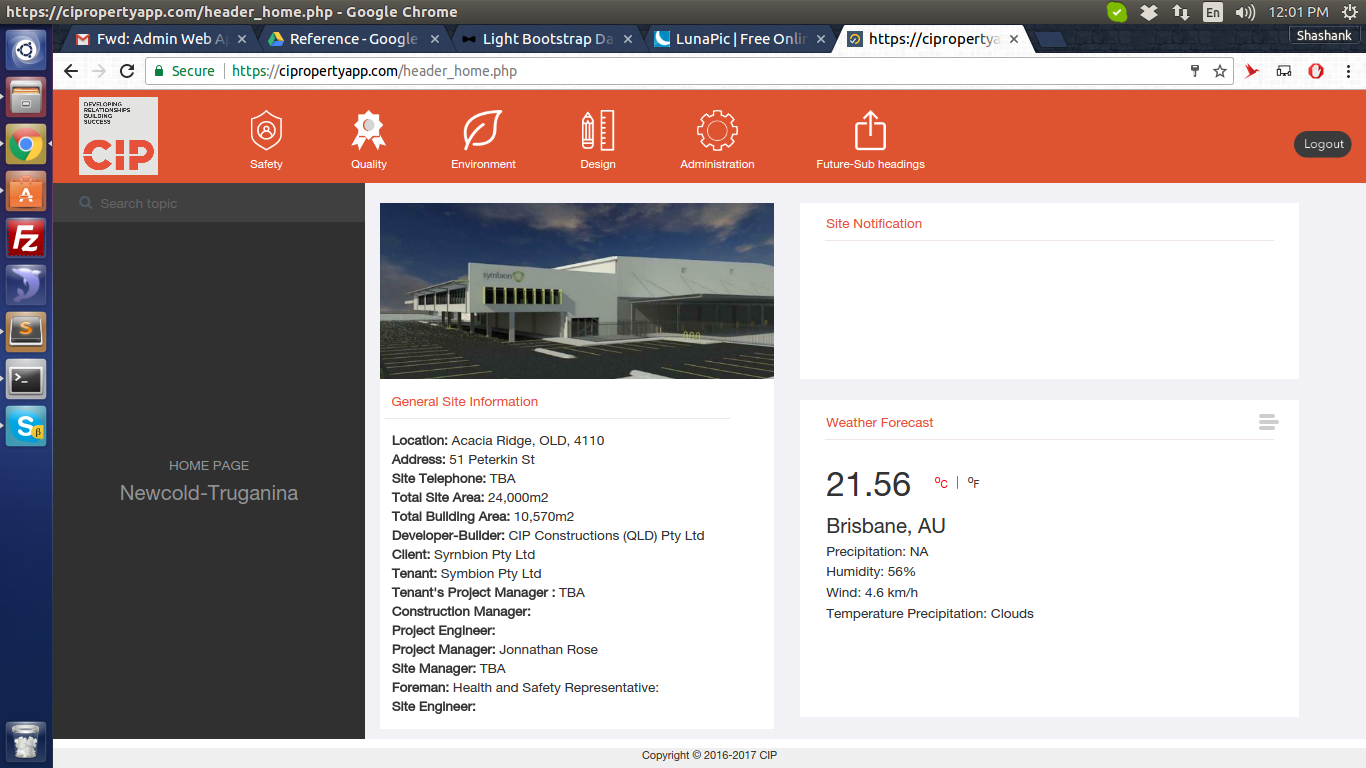 https://cipropertyapp.com/header_home.php - Google Chrome
En
12:01 PM
Fwd: Admin Web A
Reference - Google
Light Bootstrap Da
LunaPic | Free Onlin
https://cipropertya
Shashank
Secure
https://cipropertyapp.com/header_home.php
DEVELOPING
RELATIONSHIPS
BUILDING
SUCCESS
CIP
Safety
Quality
Environment
Design
Administration
Future-Sub headings
Logout
Search topic
HOME PAGE
Newcold-Truganina
symbion
General Site Information
Location: Acacia Ridge, OLD, 4110
Address: 51 Peterkin St
Site Telephone: TBA
Total Site Area: 24,000m2
Total Building Area: 10,570m2
Developer-Builder: CIP Constructions (QLD) Pty Ltd
Client: Syrnbion Pty Ltd
Tenant: Symbion Pty Ltd
Tenant's Project Manager : TBA
Construction Manager:
Project Engineer:
Project Manager: Jonnathan Rose
Site Manager: TBA
Foreman: Health and Safety Representative:
Site Engineer:
Site Notification
Weather Forecast
21.56 ºC | ºF
Brisbane, AU
Precipitation: NA
Humidity: 56%
Wind: 4.6 km/h
Temperature Precipitation: Clouds
Copyright © 2016-2017 CIP